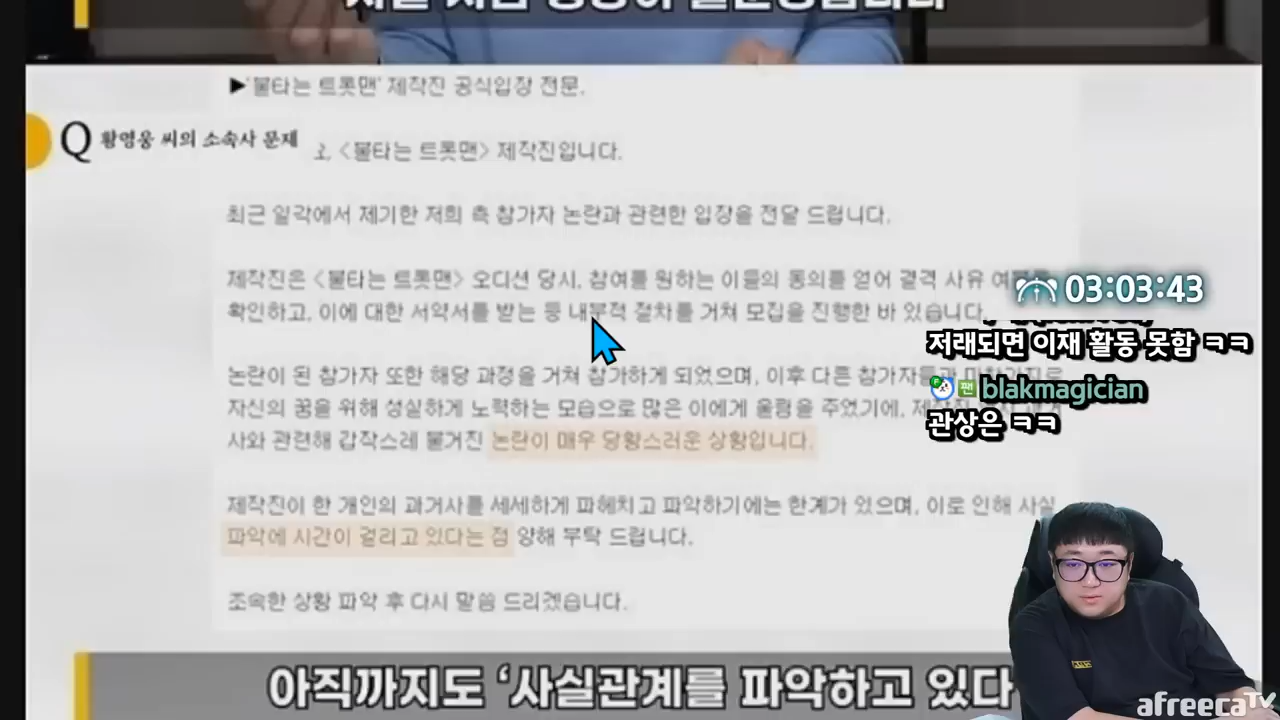 ▶'불타는 트롯맨' 제작진 공식입장 전문.
Q 황영웅 씨의 소속사 문제
<불타는 트롯맨> 제작진입니다.
최근 일각에서 제기한 저희 측 참가자 논란과 관련한 입장을 전달 드립니다.
제작진은 <불타는 트롯맨> 오디션 당시, 참여를 원하는 이들의 동의를 얻어 결격 사유
03:03:43
확인하고, 이에 대한 서약서를 받는 등 내부적 절차를 거쳐 모집을 진행한 바 있습니다.
저래되면 이재 활동 못함 ㅋㅋ
논란이 된 참가자 또한 해당 과정을 거쳐 참가하게 되었으며, 이후 다른
팬 blakmagician
자신의 꿈을 위해 성실하게 노력하는 모습으로 많은 이에게 울림을 주었기에,
관상은 ㅋㅋ
사와 관련해 갑작스레 불거진 논란이 매우 당황스러운 상황입니다.
제작진이 한 개인의 과거사를 세세하게 파헤치고 파악하기에는 한계가 있으며, 이로 인해 사실
파악에 시간이 걸리고 있다는 점 양해 부탁 드립니다.
조속한 상황 파악 후 다시 말씀 드리겠습니다.
아직까지도 ‘사실관계를 파악하고 있다
afreecaTV